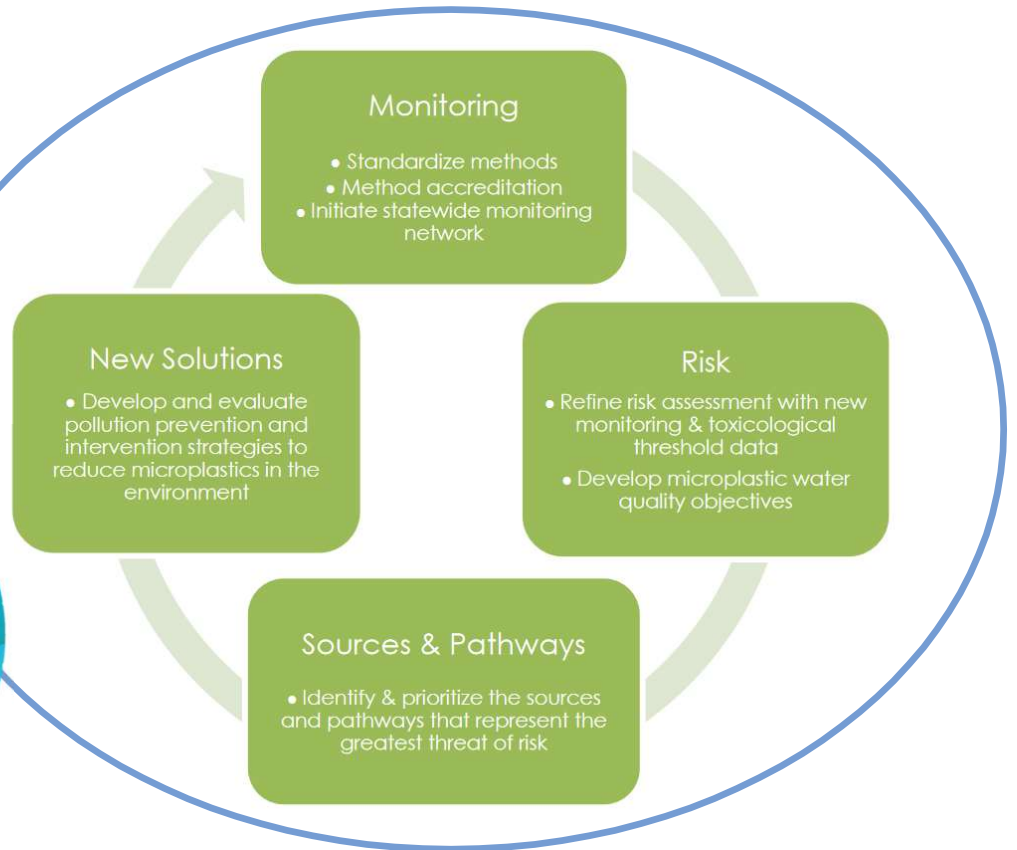 Monitoring
• Standardize methods
• Method accreditation
• Initiate statewide monitoring
network
New Solutions
• Develop and evaluate
pollution prevention and
intervention strategies to
reduce microplastics in the
environment
Risk
• Refine risk assessment with new
monitoring & toxicological
threshold data
• Develop microplastic water
quality objectives
Sources & Pathways
• Identify & prioritize the sources
and pathways that represent the
greatest threat of risk